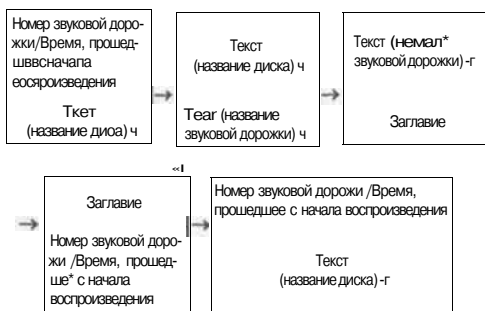 Номер звуковой доро-
жки/Время, прошед-
шввсначапа
еосяроизведения
Ткет
(название диоа) ч
Текст
(название диска) ч
Tear (название
звуковой дорожки) ч
Текст (немал*
звуковой дорожки) -г
Заглавие
«I
Заглавие
Номер звуковой доро-
жи /Время, прошед-
ше* с начала
воспроизведения
Номер звуковой дорожи /Время,
прошедшее с начала воспроизведения
Текст
(название диска) -г